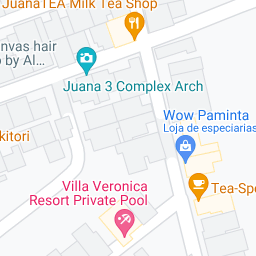 JuanaTEA Milk Tea Shop
nvas hair
by Al...
Juana 3 Complex Arch
kitori
Wow Paminta
Loja de especiarias
Villa Veronica
Resort Private Pool
Tea-Spe